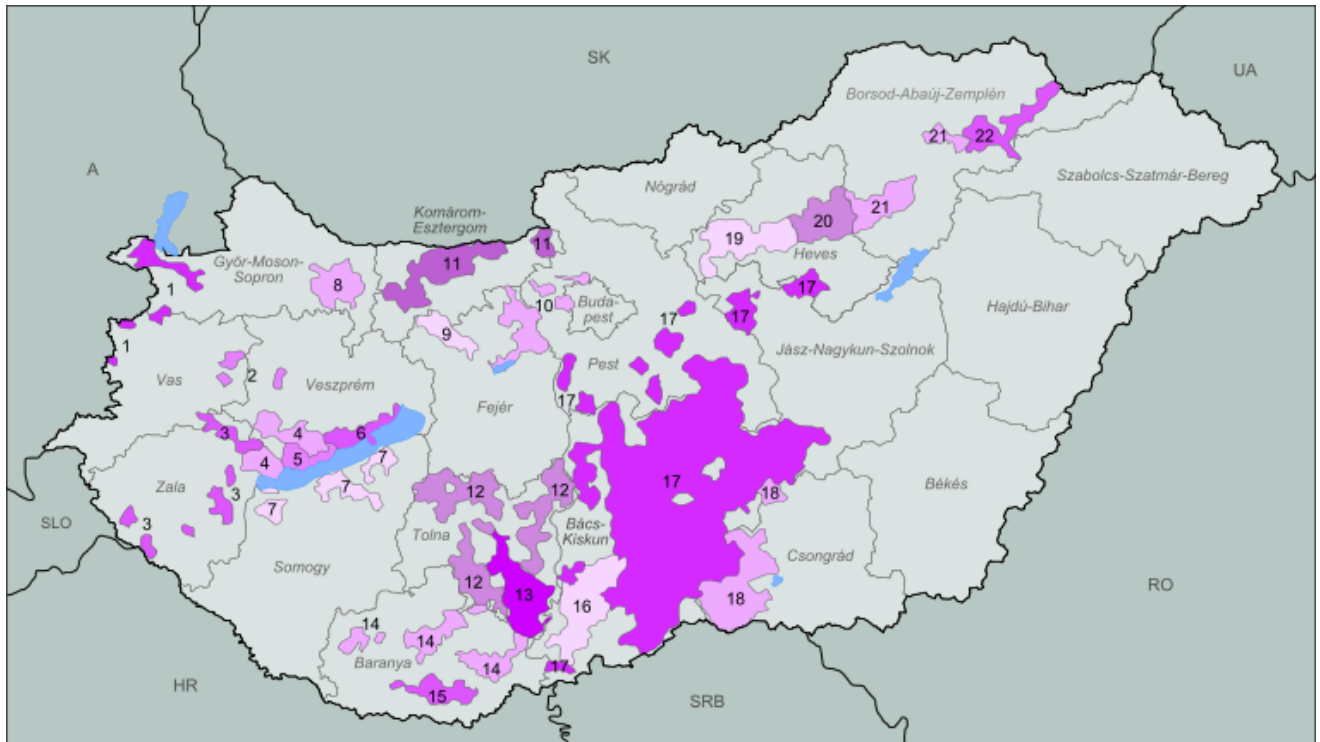 SK
UA
Borsod-Abaúj-Zemplén
21
22
A
Nógrád
Szabolcs-Szatmár-Bereg
Komárom-
Esztergom
11
11
19
20
21
Heves
Győr-Moson-
Sopron
1
8
17
10
Buda-
pest
17
17
Hajdú-Bihar
9
1
Pest
Jász-Nagykun-Szolnok
Vas
2
Veszprém
Fejér
17
3
4
6
4
5
7
Zala
3
7
7
12
12
17
18
Békés
SLO
3
Tolna
Bács-
Kiskun
Csongrád
Somogy
12
13
16
18
RO
14
14
Baranya
14
17
15
HR
SRB